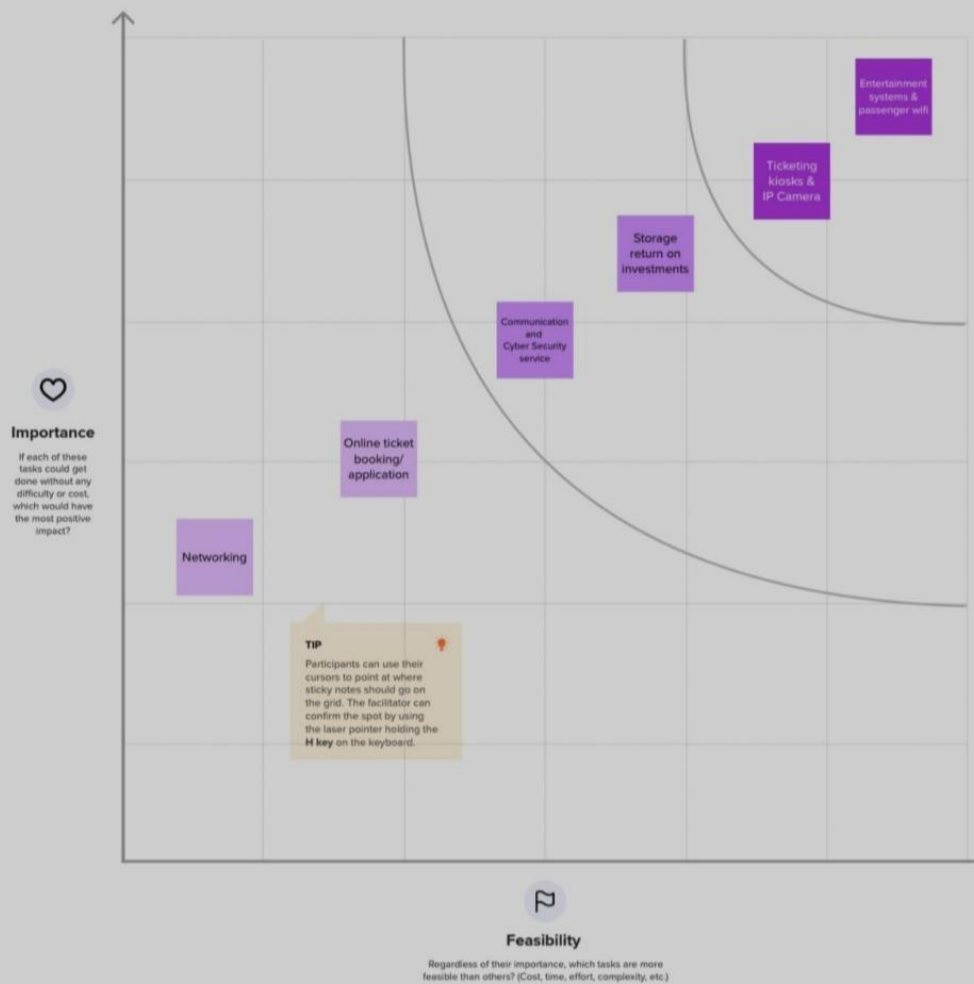 Entertainment
systems &
passenger wifi
Ticketing
kiosks &
IP Camera
Storage
return on
investments
Communication
and
Cyber Security
service
Importance
If each of these
tasks could get
done without any
difficulty or cost,
which would have
the most positive
impact?
Online ticket
booking/
application
Networking
TIP
Participants can use their
cursors to point at where
sticky notes should go on
the grid. The facilitator can
confirm the spot by using
the laser pointer holding the
H key on the keyboard.
Feasibility
Regardless of their importance, which tasks are more
feasible than others? (Cost, time, effort, complexity, etc.)